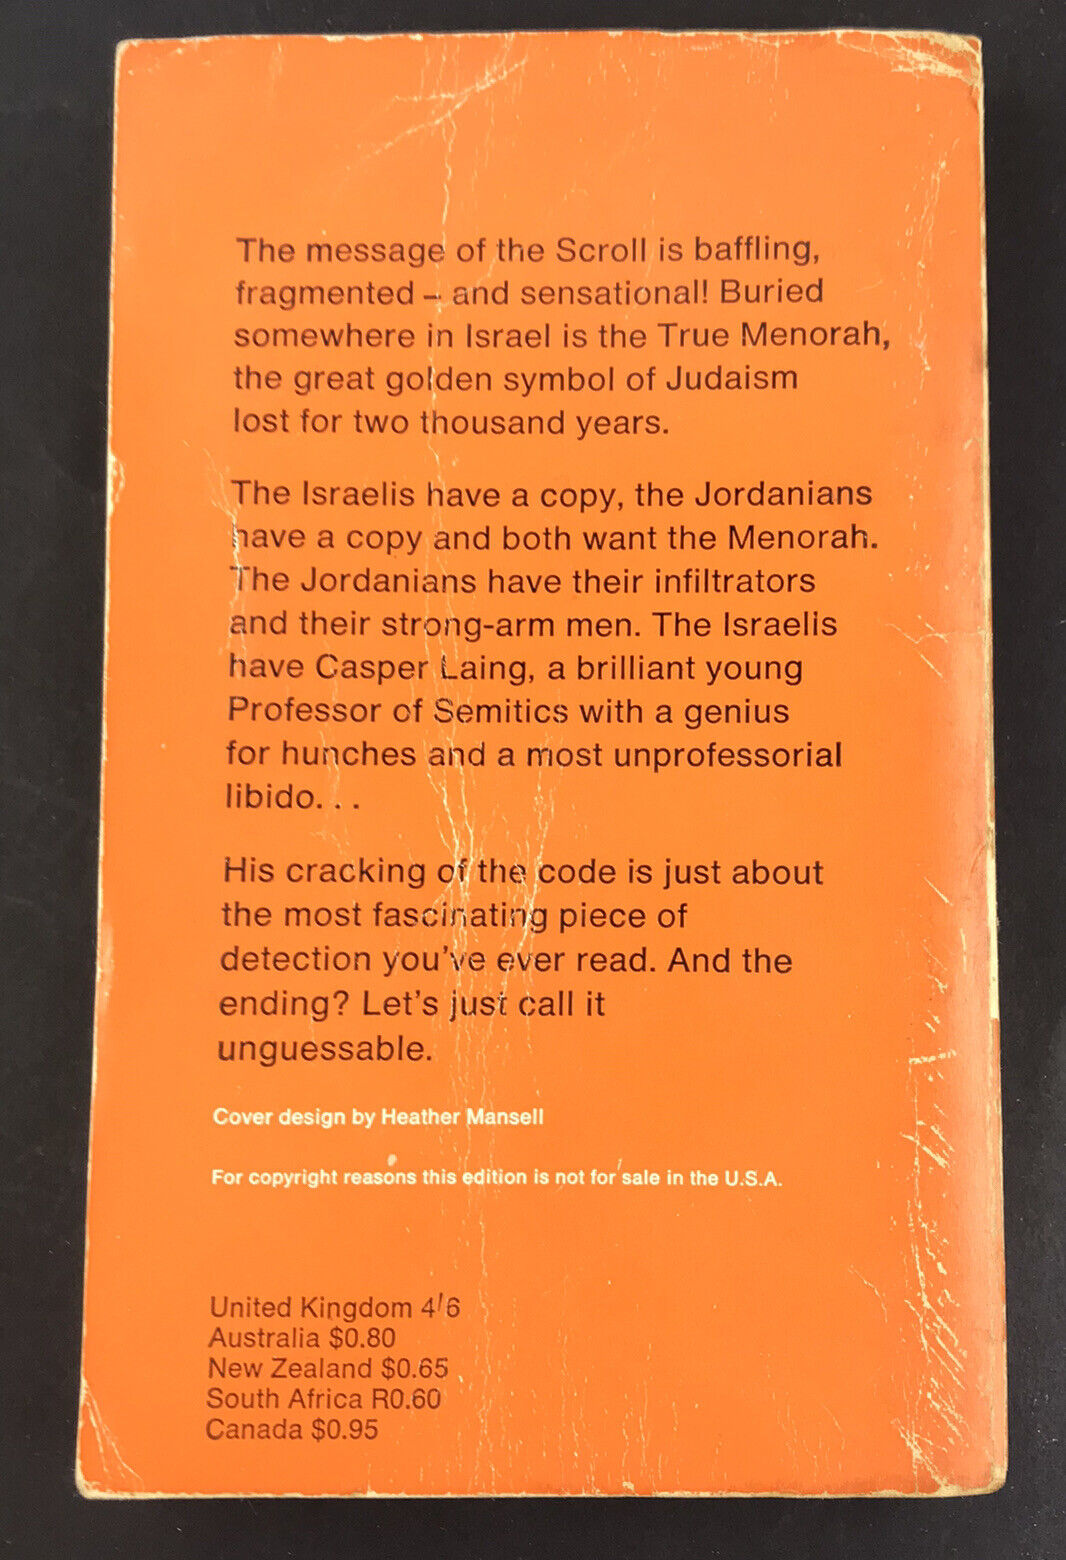 The message of the Scroll is baffling,
fragmented – and sensational! Buried
somewhere in Israel is the True Menorah,
the great golden symbol of Judaism
lost for two thousand years.
The Israelis have a copy, the Jordanians
have a copy and both want the Menorah.
The Jordanians have their infiltrators
and their strong-arm men. The Israelis
have Casper Laing, a brilliant young
Professor of Semitics with a genius
for hunches and a most unprofessorial
libido. . .
His cracking of the code is just about
the most fascinating piece of
detection you've ever read. And the
ending? Let's just call it
unguessable.
Cover design by Heather Mansell
For copyright reasons this edition is not for sale in the U.S.A.
United Kingdom 4/6
Australia $0.80
New Zealand $0.65
South Africa R0.60
Canada $0.95